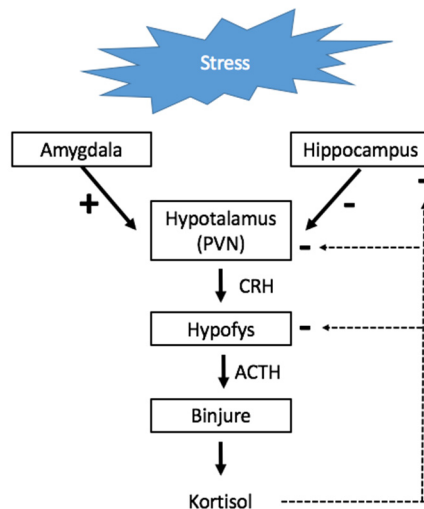 Stress
Amygdala
Hippocampus
+
-
-
Hypotalamus
(PVN)
-
CRH
Hypofys
-
ACTH
Binjure
Kortisol